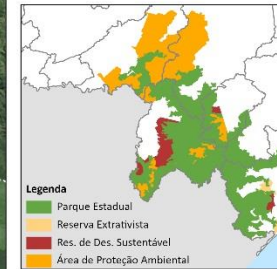 Legenda
Parque Estadual
Reserva Extrativista
Res. de Des. Sustentável
Área de Proteção Ambiental